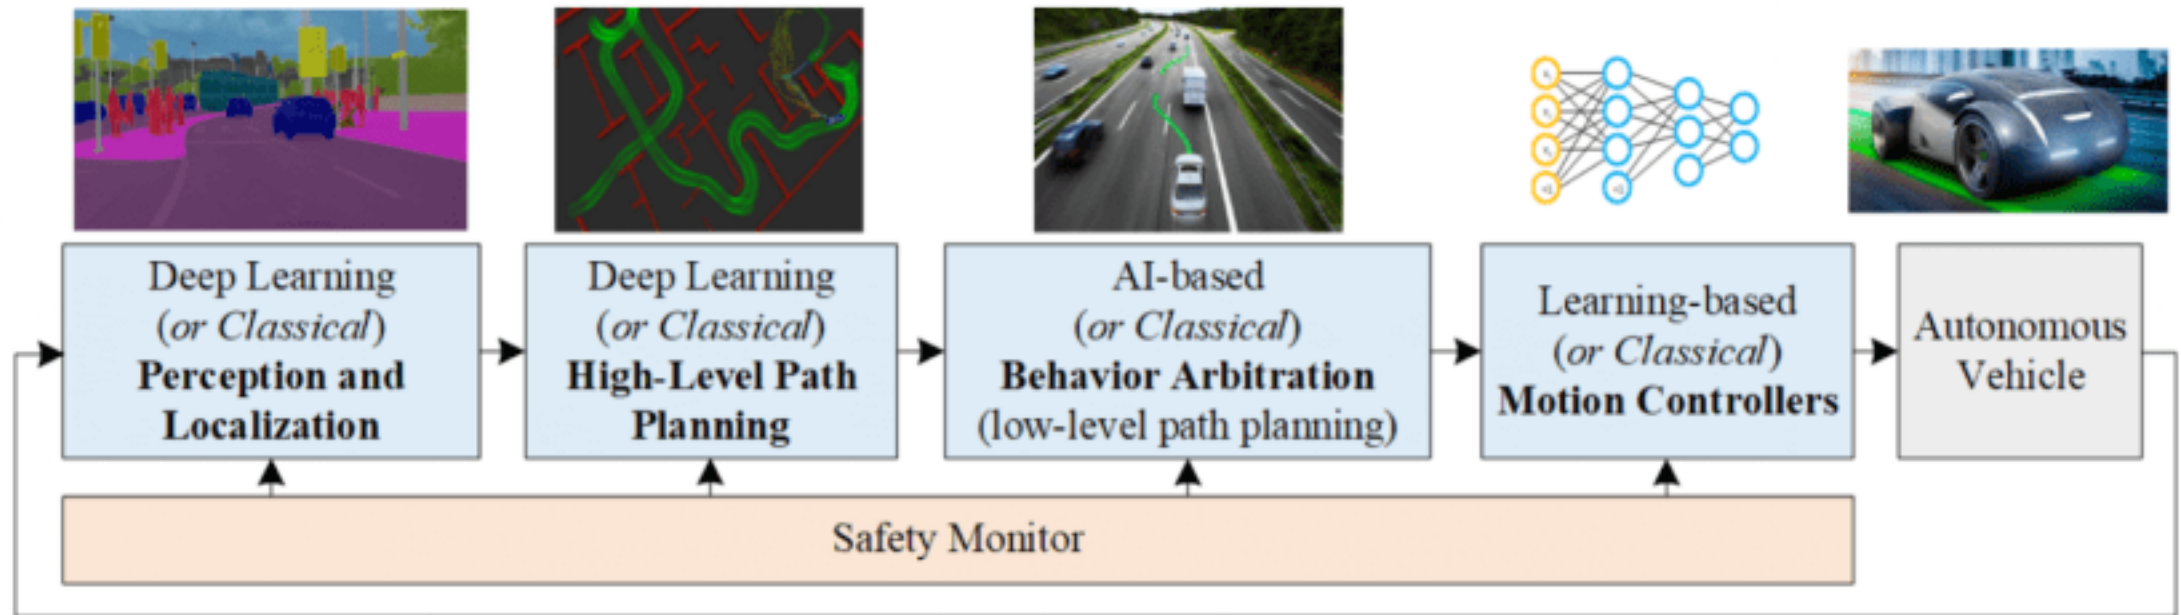 Deep Learning
(or Classical)
Perception and
Localization
Deep Learning
(or Classical)
High-Level Path
Planning
AI-based
(or Classical)
Behavior Arbitration
(low-level path planning)
Learning-based
(or Classical)
Motion Controllers
Autonomous
Vehicle
Safety Monitor